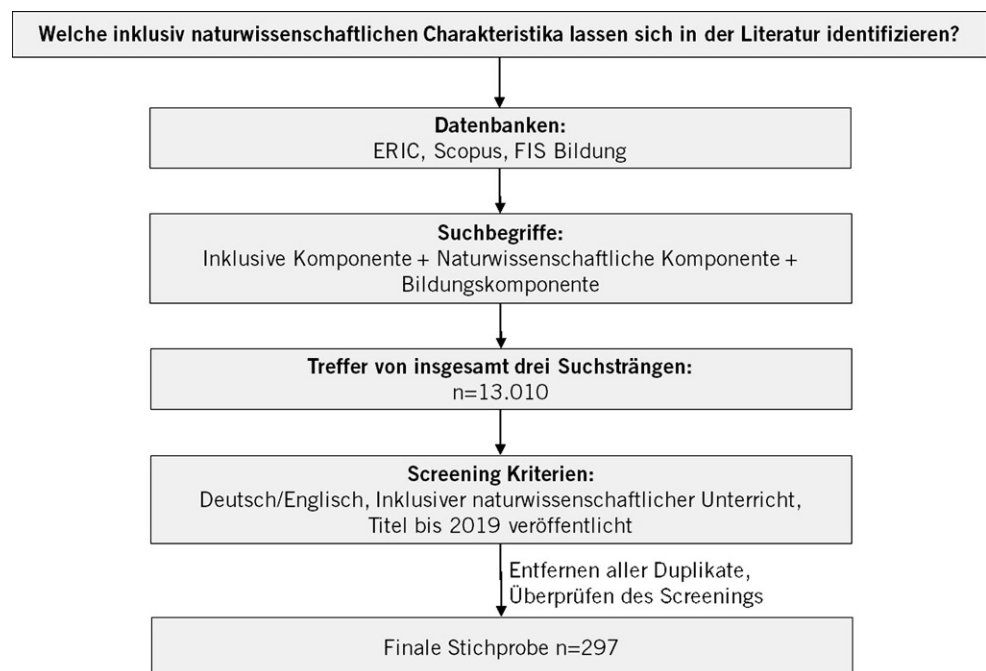 Welche inklusiv naturwissenschaftlichen Charakteristika lassen sich in der Literatur identifizieren?
Datenbanken:
ERIC, Scopus, FIS Bildung
Suchbegriffe:
Inklusive Komponente + Naturwissenschaftliche Komponente +
Bildungskomponente
Treffer von insgesamt drei Suchsträngen:
n=13.010
Screening Kriterien:
Deutsch/Englisch, Inklusiver naturwissenschaftlicher Unterricht,
Titel bis 2019 veröffentlicht
Entfernen aller Duplikate,
Überprüfen des Screenings
Finale Stichprobe n=297